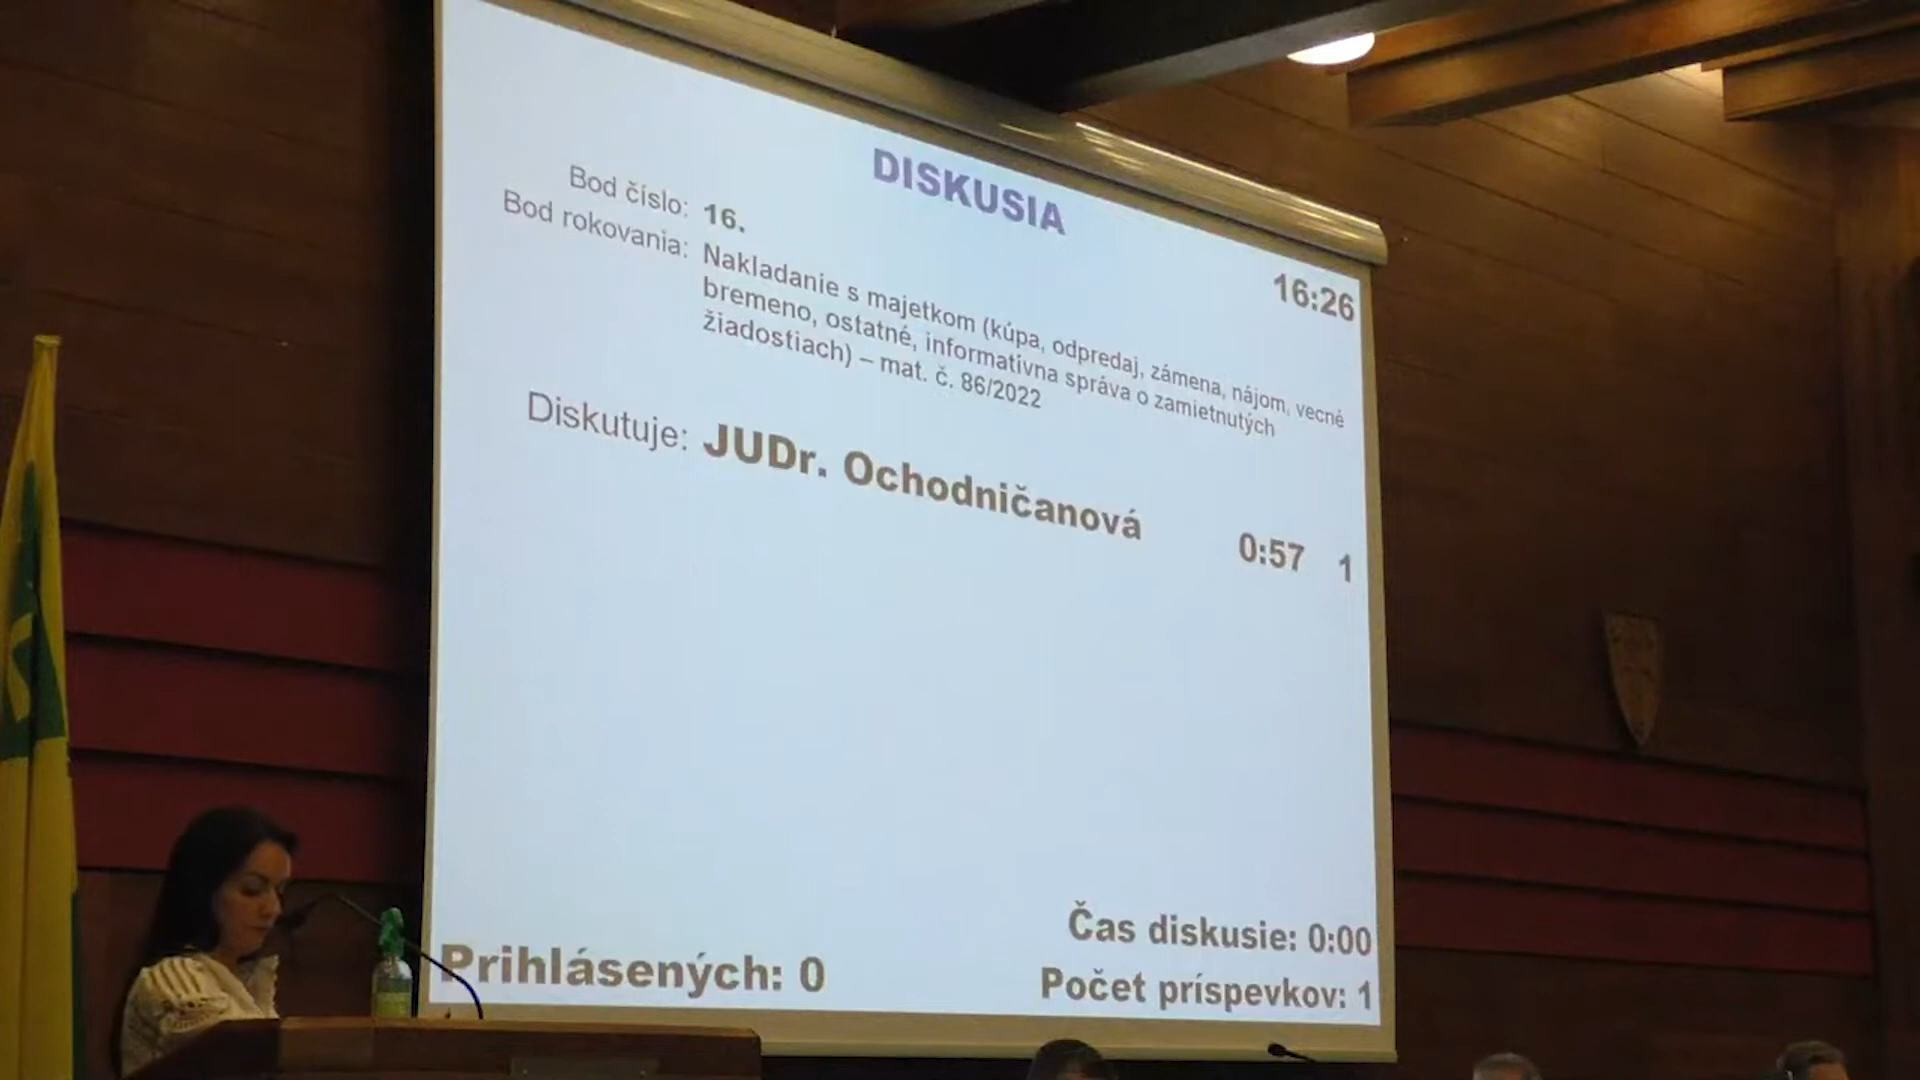 DISKUSIA
16:26
Bod číslo: 16.
Bod rokovania: Nakladanie s majetkom (kúpa, odpredaj, zámena, nájom, vecné
bremeno, ostatné, informatívna správa o zamietnutých
žiadostiach) – mat. č. 86/2022
Diskutuje: JUDr. Ochodničanová 0:57 1
Čas diskusie: 0:00
Prihlásených: 0
Počet príspevkov: 1